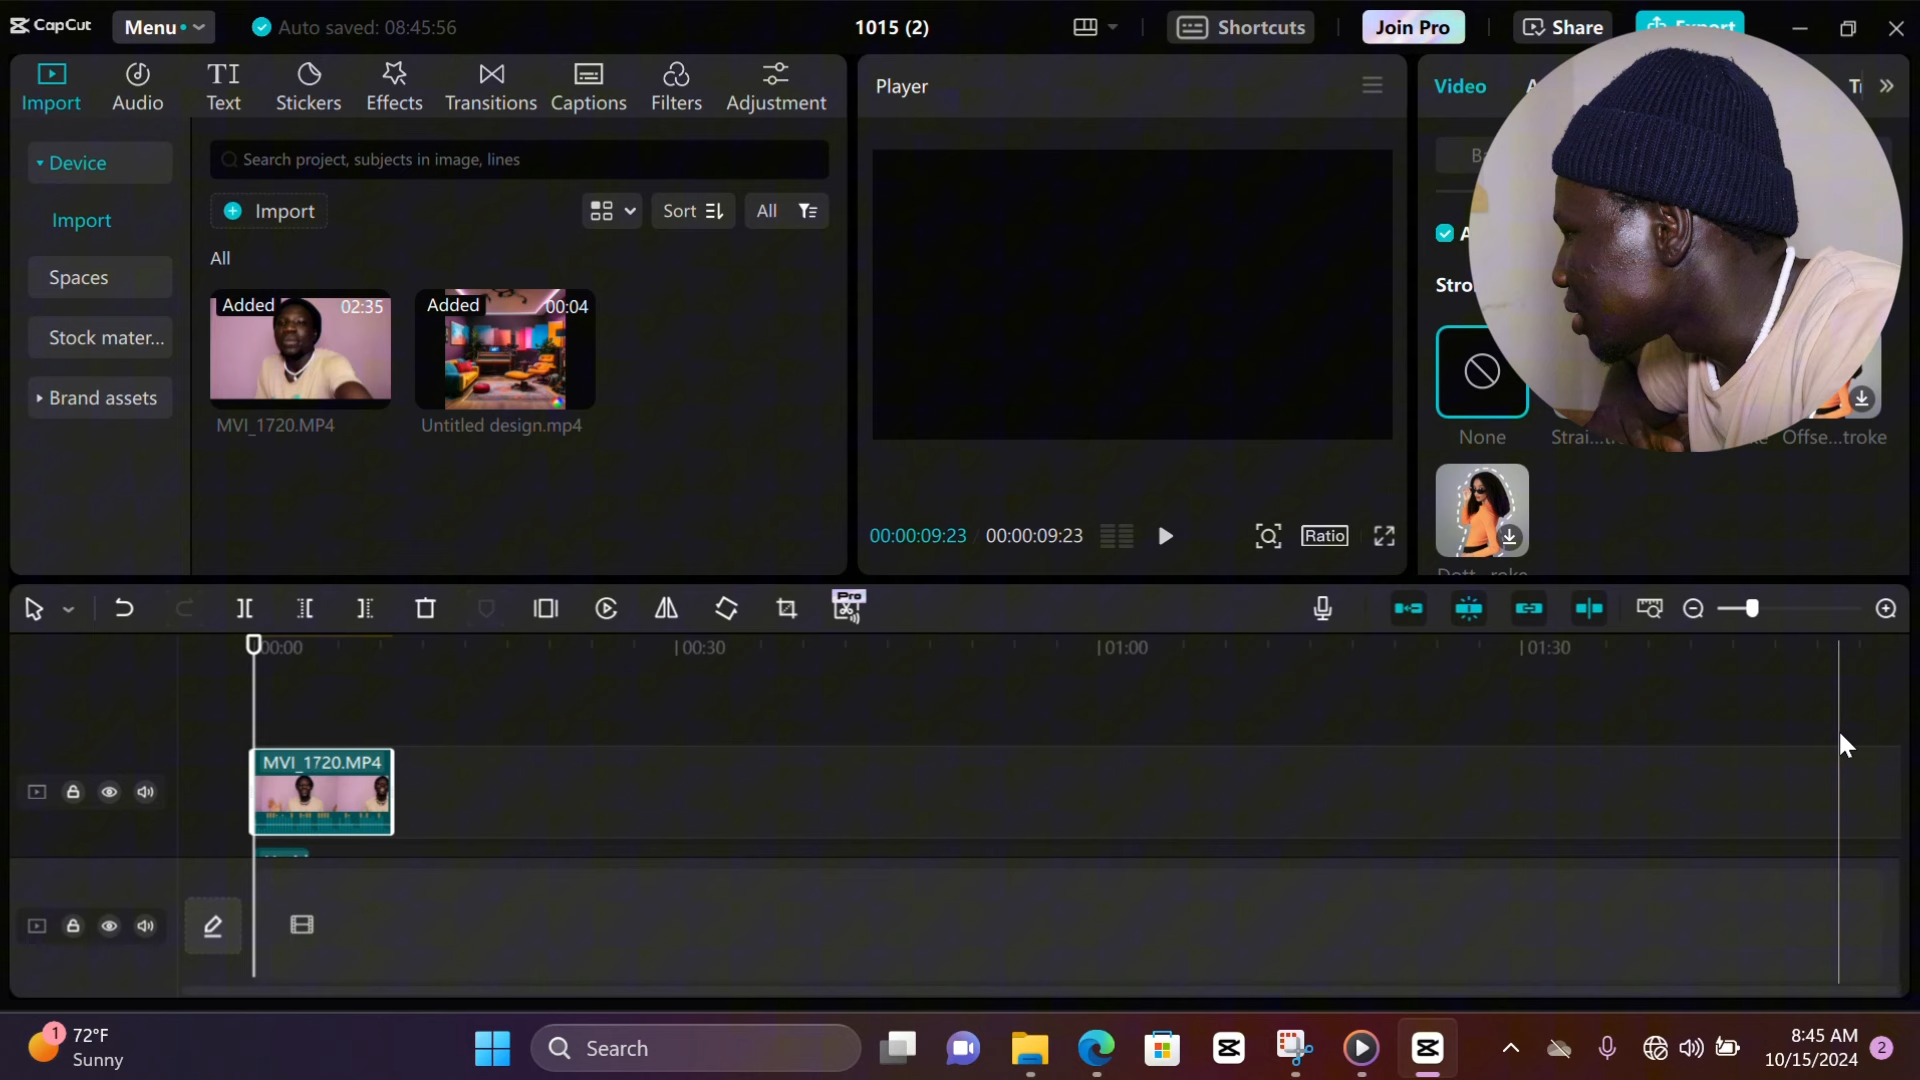 CapCut
Menu
Auto saved: 08:45:56
1015 (2)
Shortcuts
Join Pro
Share
Export
Import
Audio
TI
Text
Stickers
Effects
Transitions
Captions
Filters
Adjustment
Player
Video
Device
Import
Spaces
Stock mater...
Brand assets
Search project, subjects in image, lines
Import
Sort
All
All
Added
02:35
MVI_1720.MP4
Added
00:04
Untitled design.mp4
00:00:09:23
00:00:09:23
Ratio
None
Offse...troke
Pro
00:00
00:30
01:00
01:30
MVI_1720.MP4
1
72°F
Sunny
Search
8:45 AM
10/15/2024
2